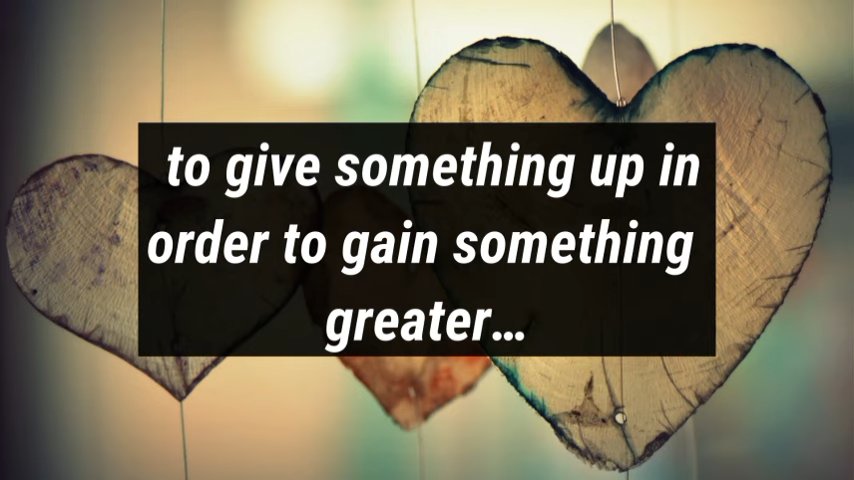 to give something up in
order to gain something
greater…